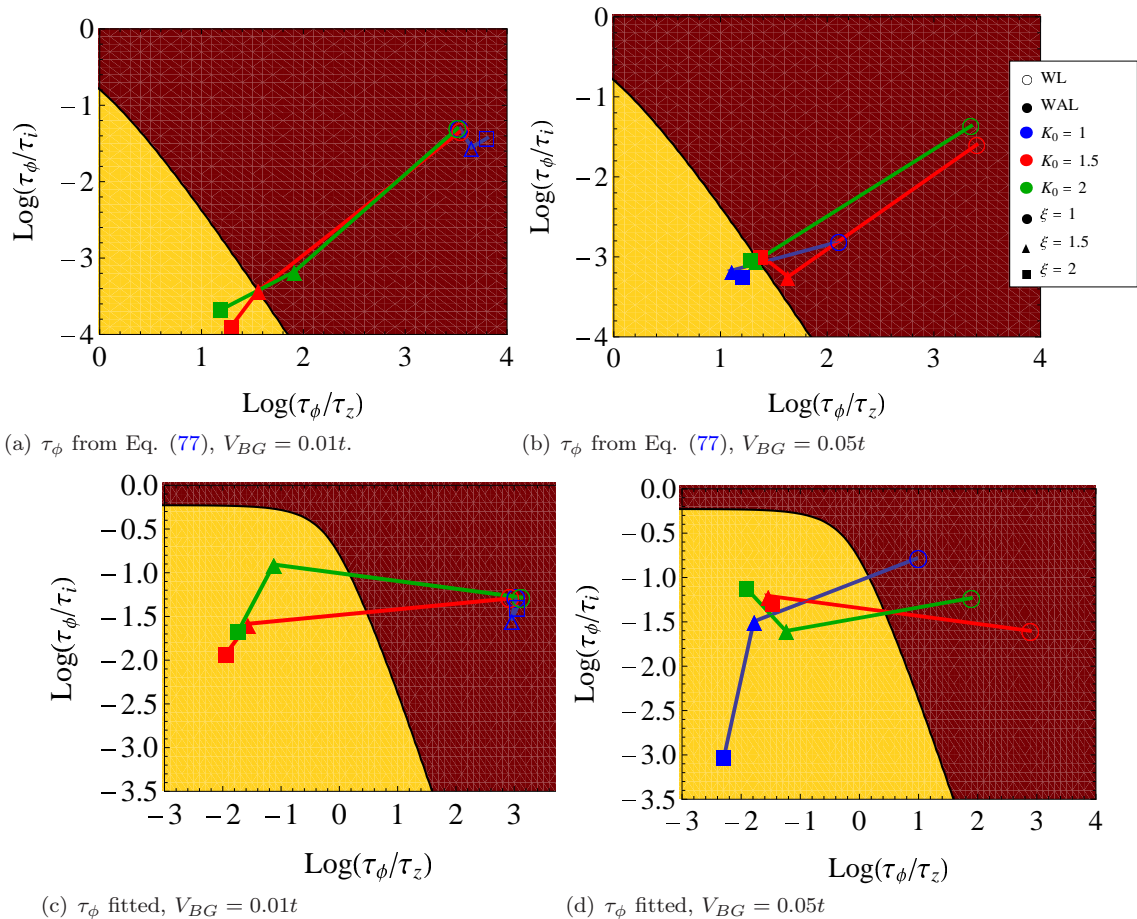 0
−1
−2
−3
−4
0
1
2
3
4
Log(τϕ/τi)
Log(τϕ/τz)
(a) τϕ from Eq. (77), VBG = 0.01t.
0
−1
−2
−3
−4
0
1
2
3
4
Log(τϕ/τi)
Log(τϕ/τz)
WL
WAL
K0 = 1
K0 = 1.5
K0 = 2
ξ = 1
ξ = 1.5
ξ = 2
(b) τϕ from Eq. (77), VBG = 0.05t
0.0
−0.5
−1.0
−1.5
−2.0
−2.5
−3.0
−3.5
−3
−2
−1
0
1
2
3
Log(τϕ/τi)
Log(τϕ/τz)
(c) τϕ fitted, VBG = 0.01t
0.0
−0.5
−1.0
−1.5
−2.0
−2.5
−3.0
−3.5
−3
−2
−1
0
1
2
3
4
Log(τϕ/τi)
Log(τϕ/τz)
(d) τϕ fitted, VBG = 0.05t